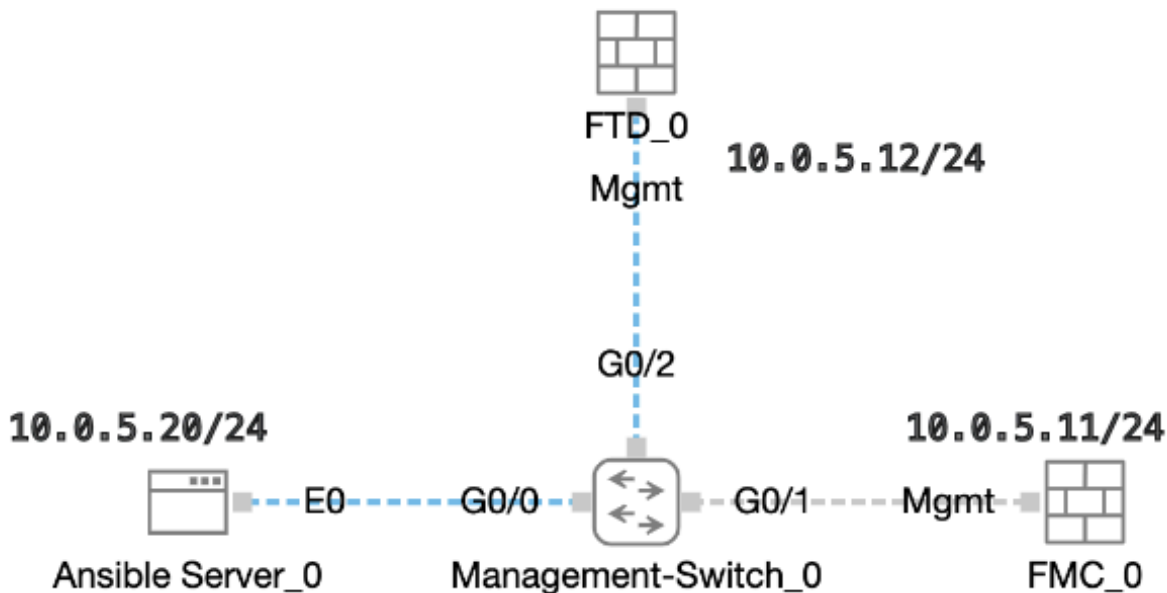 FTD_0
10.0.5.12/24
Mgmt
G0/2
10.0.5.20/24
10.0.5.11/24
E0
G0/0
G0/1
Mgmt
Ansible Server_0
Management-Switch_0
FMC_0